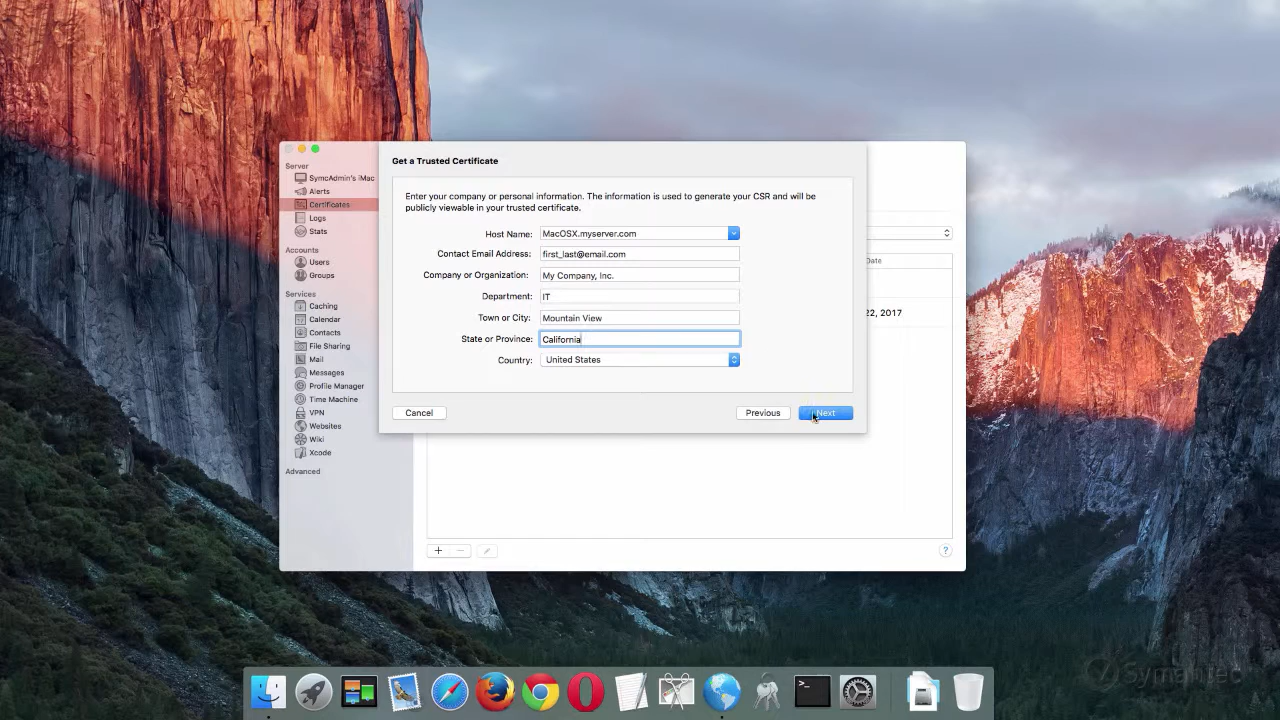 Get a Trusted Certificate
Server
SymcAdmin's iMac
Alerts
Certificates
Logs
Stats
Accounts
Users
Groups
Services
Caching
Calendar
Contacts
File Sharing
Mail
Messages
Profile Manager
Time Machine
VPN
Websites
Wiki
Xcode
Advanced
Enter your company or personal information. The information is used to generate your CSR and will be
publicly viewable in your trusted certificate.
Host Name: MacOSX.myserver.com
Contact Email Address: first_last@email.com
Company or Organization: My Company, Inc.
Department: IT
Town or City: Mountain View
State or Province: California
Country: United States
Cancel
Previous
Next
Date
22, 2017
+ −
?
>_
Symantec